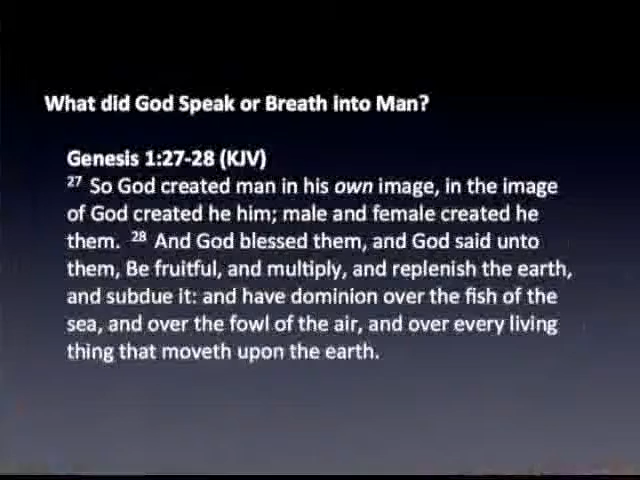 What did God Speak or Breath into Man?
Genesis 1:27-28 (KJV)
27 So God created man in his own image, in the image
of God created he him; male and female created he
them. 28 And God blessed them, and God said unto
them, Be fruitful, and multiply, and replenish the earth,
and subdue it: and have dominion over the fish of the
sea, and over the fowl of the air, and over every living
thing that moveth upon the earth.